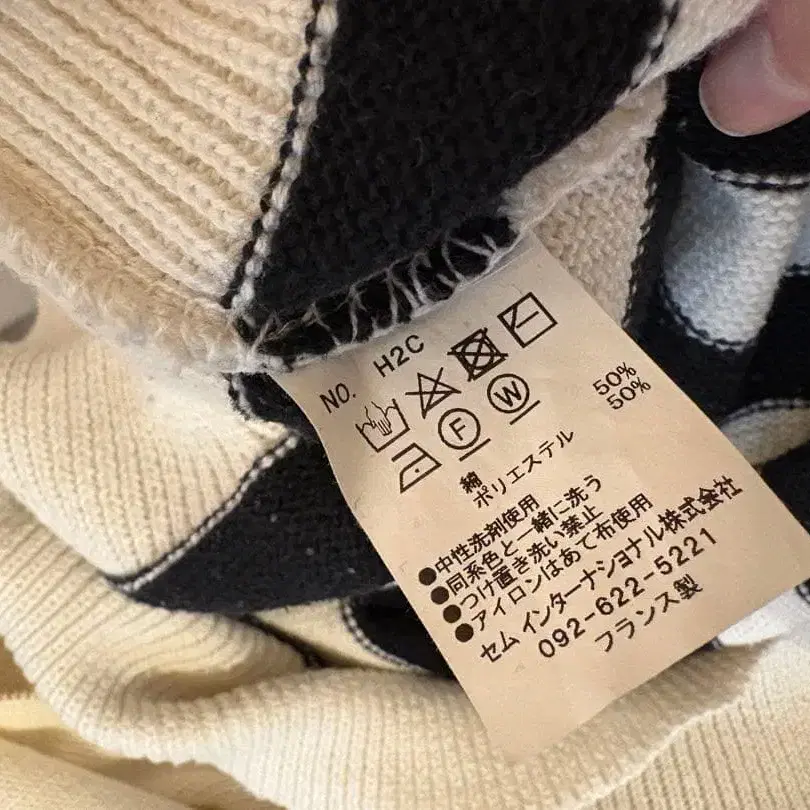 NO. H2C
F W
綿 50%
ポリエステル 50%
●中性洗剤使用
●同系色と一緒に洗う
●つけ置き洗い禁止
●アイロンはあて布使用
セム インターナショナル株式会社
092-622-5221
フランス製